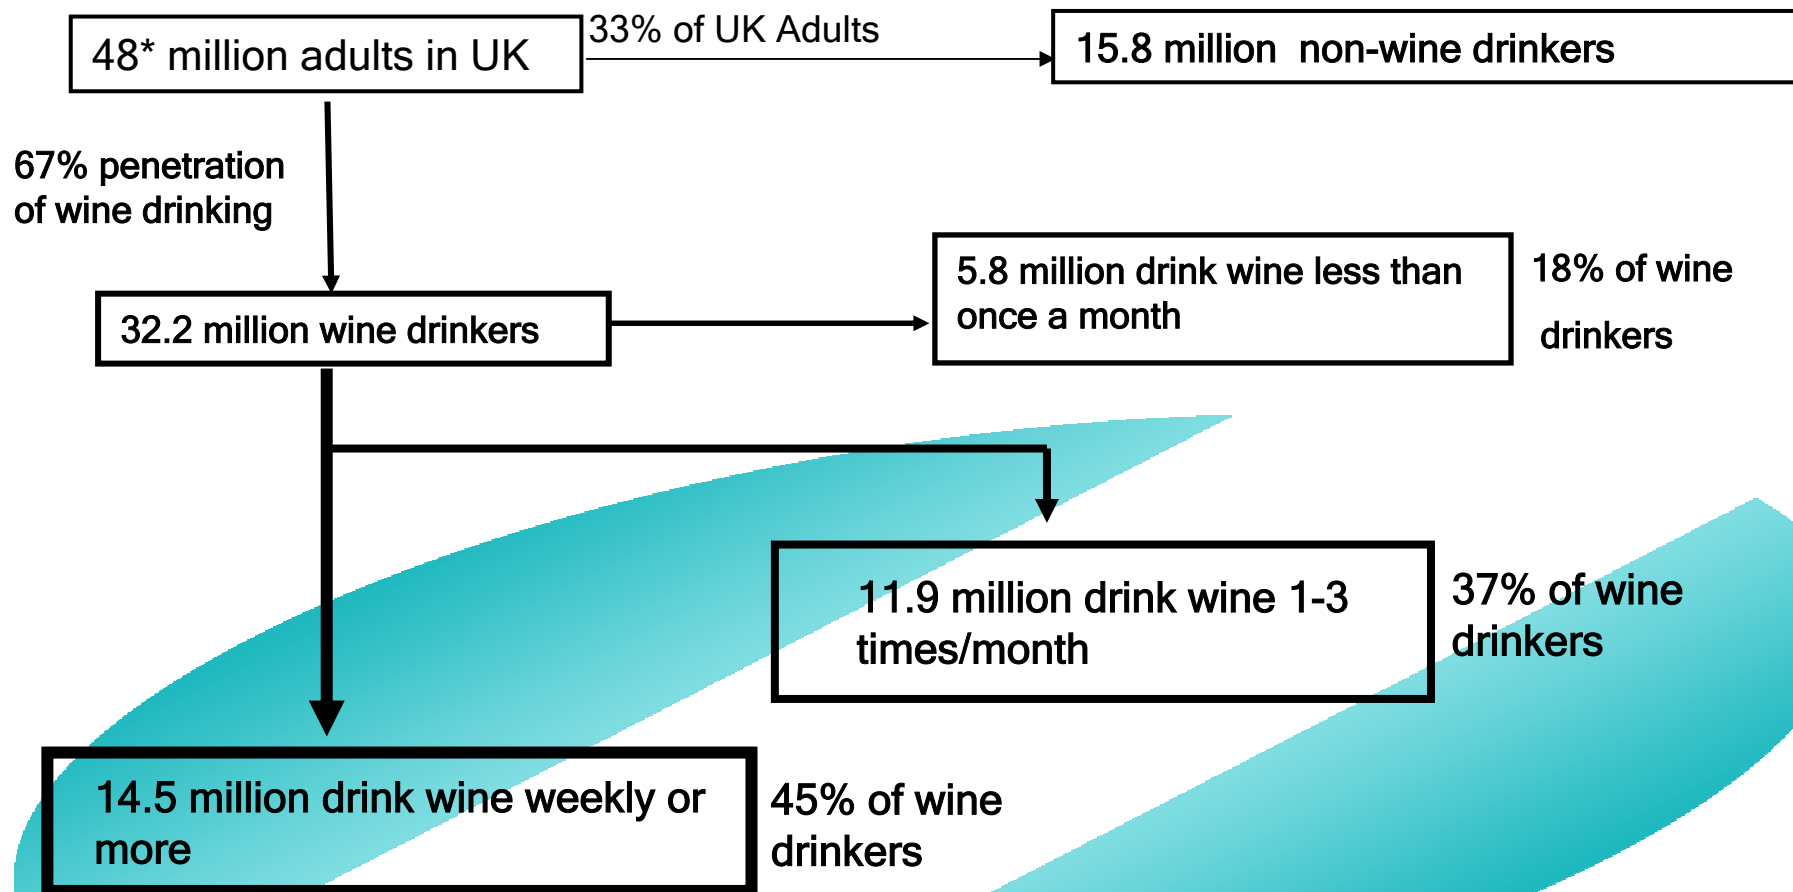 48* million adults in UK
33% of UK Adults
15.8 million  non-wine drinkers
67% penetration
of wine drinking
32.2 million wine drinkers
5.8 million drink wine less than
once a month
18% of wine
drinkers
11.9 million drink wine 1-3
times/month
37% of wine
drinkers
14.5 million drink wine weekly or
more
45% of wine
drinkers